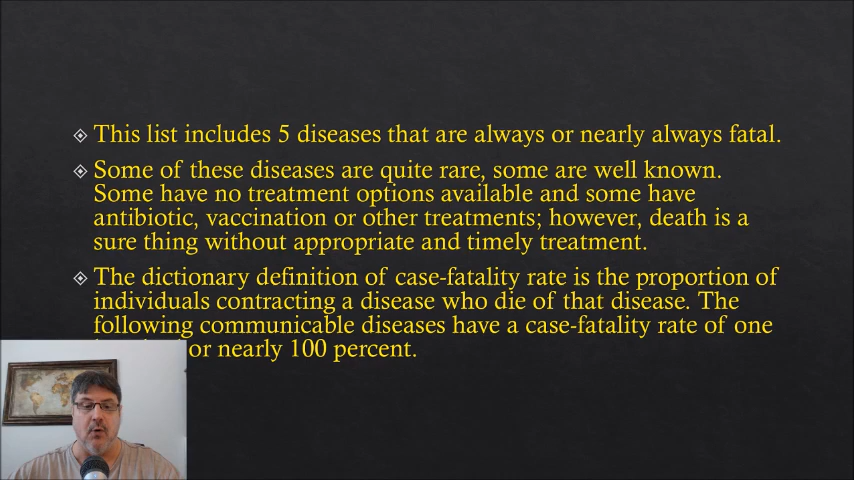 This list includes 5 diseases that are always or nearly always fatal.
Some of these diseases are quite rare, some are well known.
Some have no treatment options available and some have
antibiotic, vaccination or other treatments; however, death is a
sure thing without appropriate and timely treatment.
The dictionary definition of case-fatality rate is the proportion of
individuals contracting a disease who die of that disease. The
following communicable diseases have a case-fatality rate of one
or nearly 100 percent.